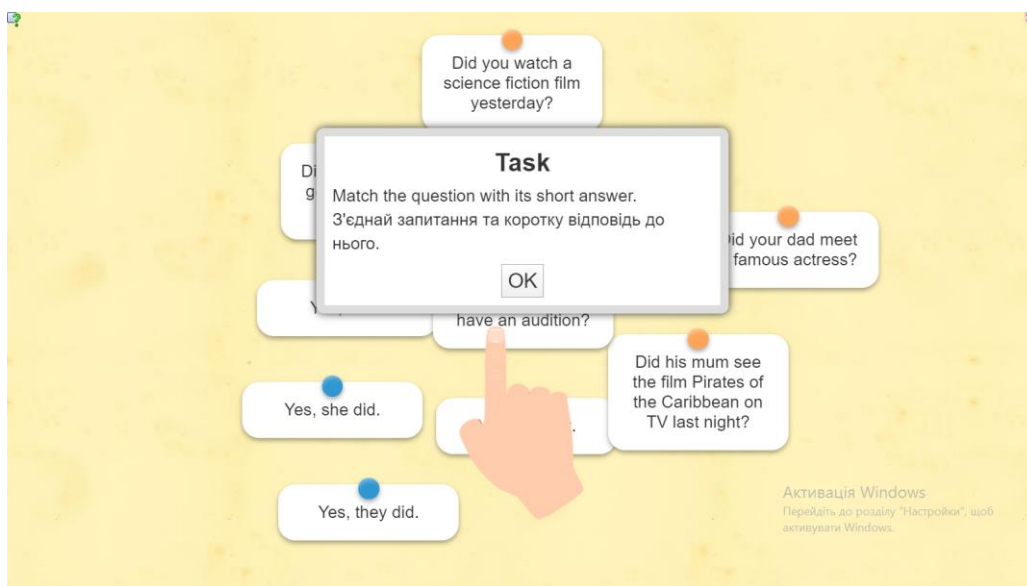 Did you watch a
science fiction film
yesterday?
Task
Match the question with its short answer.
З'єднай запитання та коротку відповідь до
нього.
OK
your dad meet
famous actress?
have an audition?
Did his mum see
the film Pirates of
the Caribbean on
TV last night?
Yes, she did.
Yes, they did.
Активація Windows
Перейдіть до розділу "Настройки", щоб
активувати Windows.